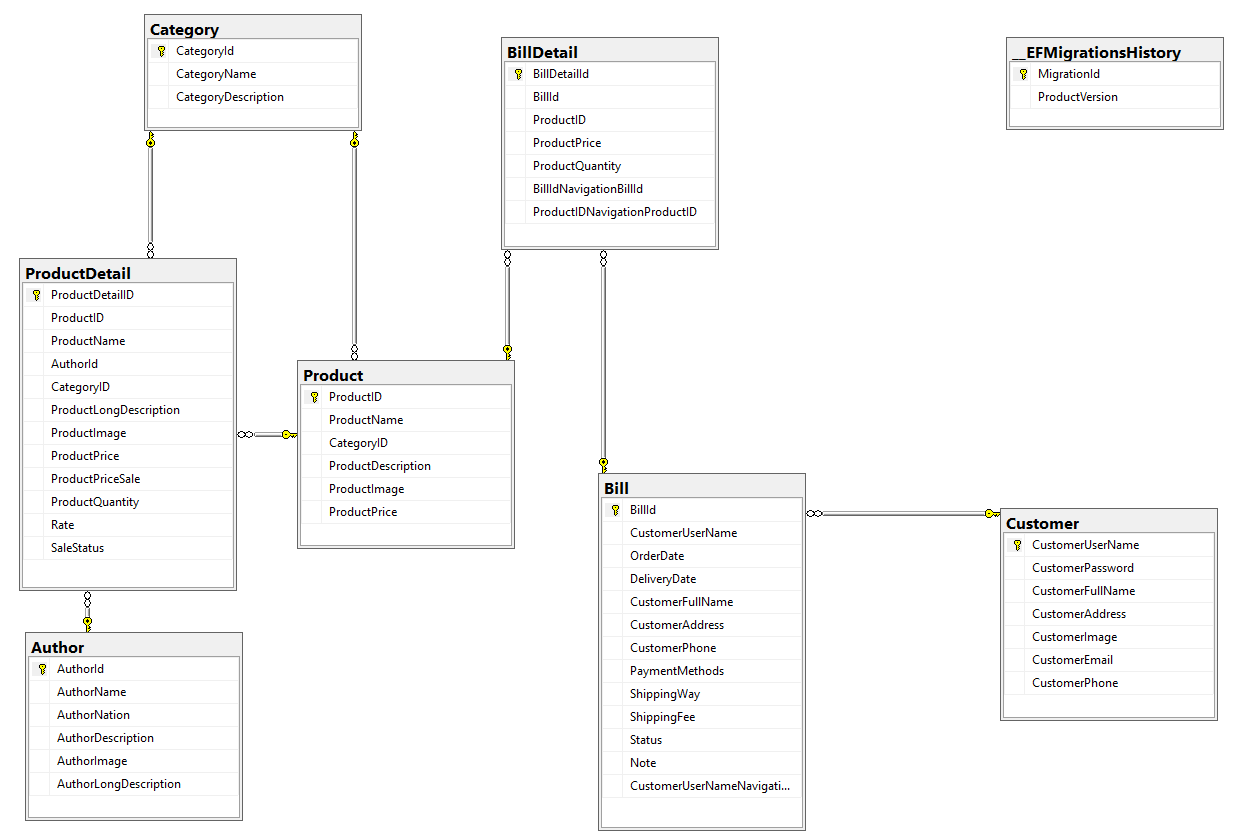 Category
CategoryId
CategoryName
CategoryDescription
BillDetail
BillDetailId
BillId
ProductID
ProductPrice
ProductQuantity
BillIdNavigationBillId
ProductIDNavigationProductID
__EFMigrationsHistory
MigrationId
ProductVersion
ProductDetail
ProductDetailID
ProductID
ProductName
AuthorId
CategoryID
ProductLongDescription
ProductImage
ProductPrice
ProductPriceSale
ProductQuantity
Rate
SaleStatus
Product
ProductID
ProductName
CategoryID
ProductDescription
ProductImage
ProductPrice
Bill
BillId
CustomerUserName
OrderDate
DeliveryDate
CustomerFullName
CustomerAddress
CustomerPhone
PaymentMethods
ShippingWay
ShippingFee
Status
Note
CustomerUserNameNavigati...
Customer
CustomerUserName
CustomerPassword
CustomerFullName
CustomerAddress
CustomerImage
CustomerEmail
CustomerPhone
Author
AuthorId
AuthorName
AuthorNation
AuthorDescription
AuthorImage
AuthorLongDescription